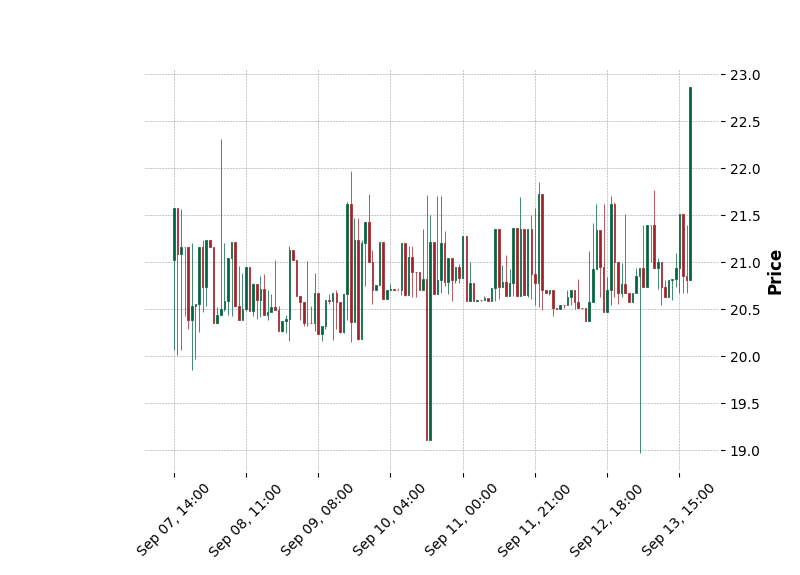 23.0
22.5
22.0
21.5
21.0
20.5
20.0
19.5
19.0
Price
Sep 07, 14:00
Sep 08, 11:00
Sep 09, 08:00
Sep 10, 04:00
Sep 11, 00:00
Sep 11, 21:00
Sep 12, 18:00
Sep 13, 15:00